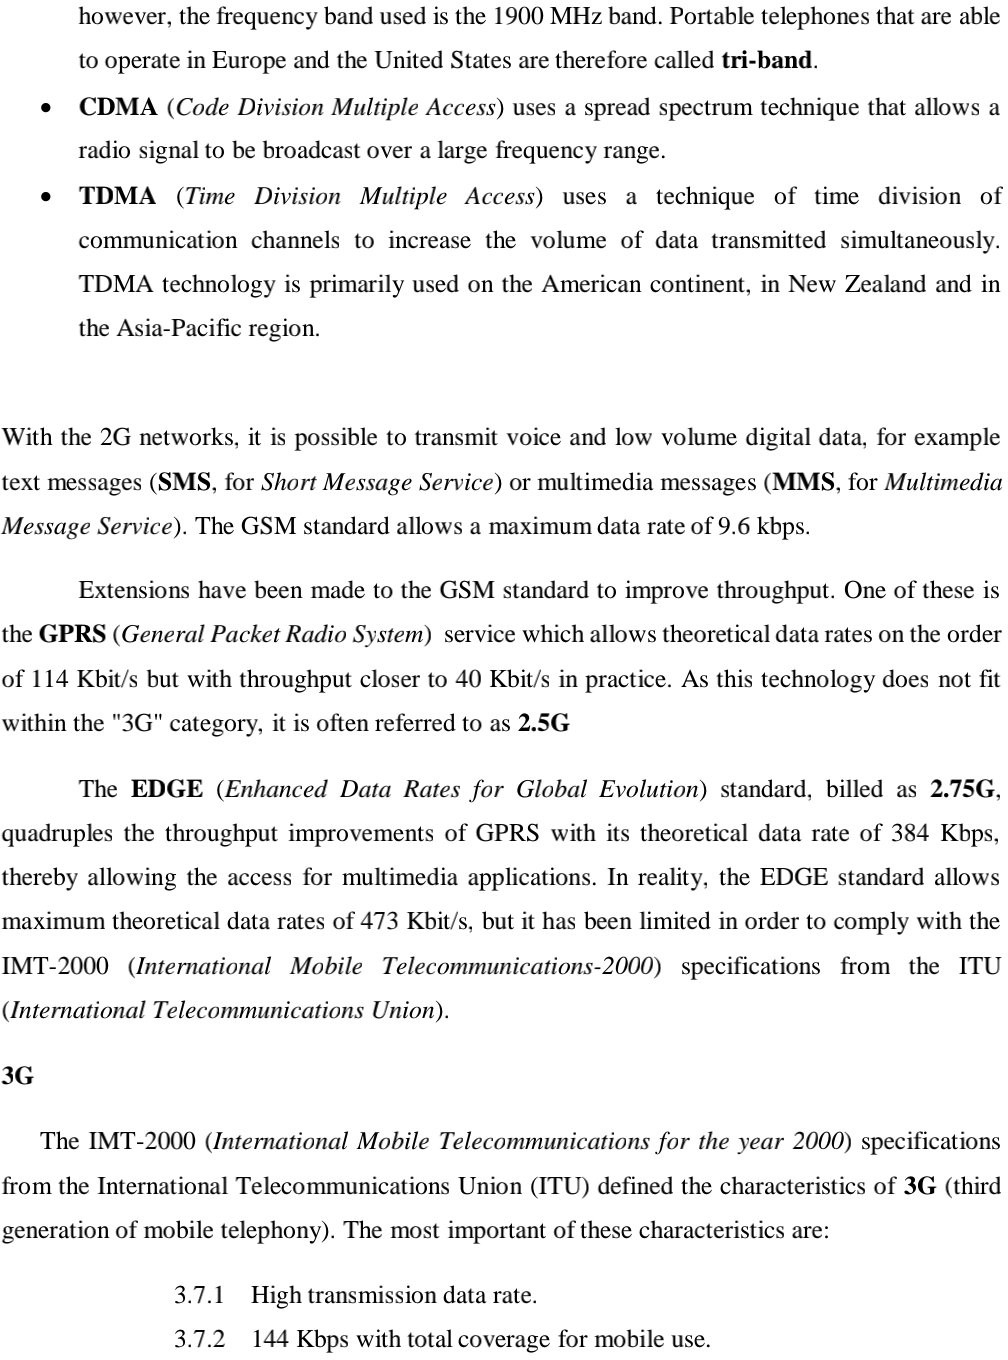 however, the frequency band used is the 1900 MHz band. Portable telephones that are able
to operate in Europe and the United States are therefore called tri-band.
• CDMA (Code Division Multiple Access) uses a spread spectrum technique that allows a
radio signal to be broadcast over a large frequency range.
• TDMA (Time Division Multiple Access) uses a technique of time division of
communication channels to increase the volume of data transmitted simultaneously.
TDMA technology is primarily used on the American continent, in New Zealand and in
the Asia-Pacific region.
With the 2G networks, it is possible to transmit voice and low volume digital data, for example
text messages (SMS, for Short Message Service) or multimedia messages (MMS, for Multimedia
Message Service). The GSM standard allows a maximum data rate of 9.6 kbps.
Extensions have been made to the GSM standard to improve throughput. One of these is
the GPRS (General Packet Radio System) service which allows theoretical data rates on the order
of 114 Kbit/s but with throughput closer to 40 Kbit/s in practice. As this technology does not fit
within the "3G" category, it is often referred to as 2.5G
The EDGE (Enhanced Data Rates for Global Evolution) standard, billed as 2.75G,
quadruples the throughput improvements of GPRS with its theoretical data rate of 384 Kbps,
thereby allowing the access for multimedia applications. In reality, the EDGE standard allows
maximum theoretical data rates of 473 Kbit/s, but it has been limited in order to comply with the
IMT-2000 (International Mobile Telecommunications-2000) specifications from the ITU
(International Telecommunications Union).
3G
The IMT-2000 (International Mobile Telecommunications for the year 2000) specifications
from the International Telecommunications Union (ITU) defined the characteristics of 3G (third
generation of mobile telephony). The most important of these characteristics are:
3.7.1 High transmission data rate.
3.7.2 144 Kbps with total coverage for mobile use.